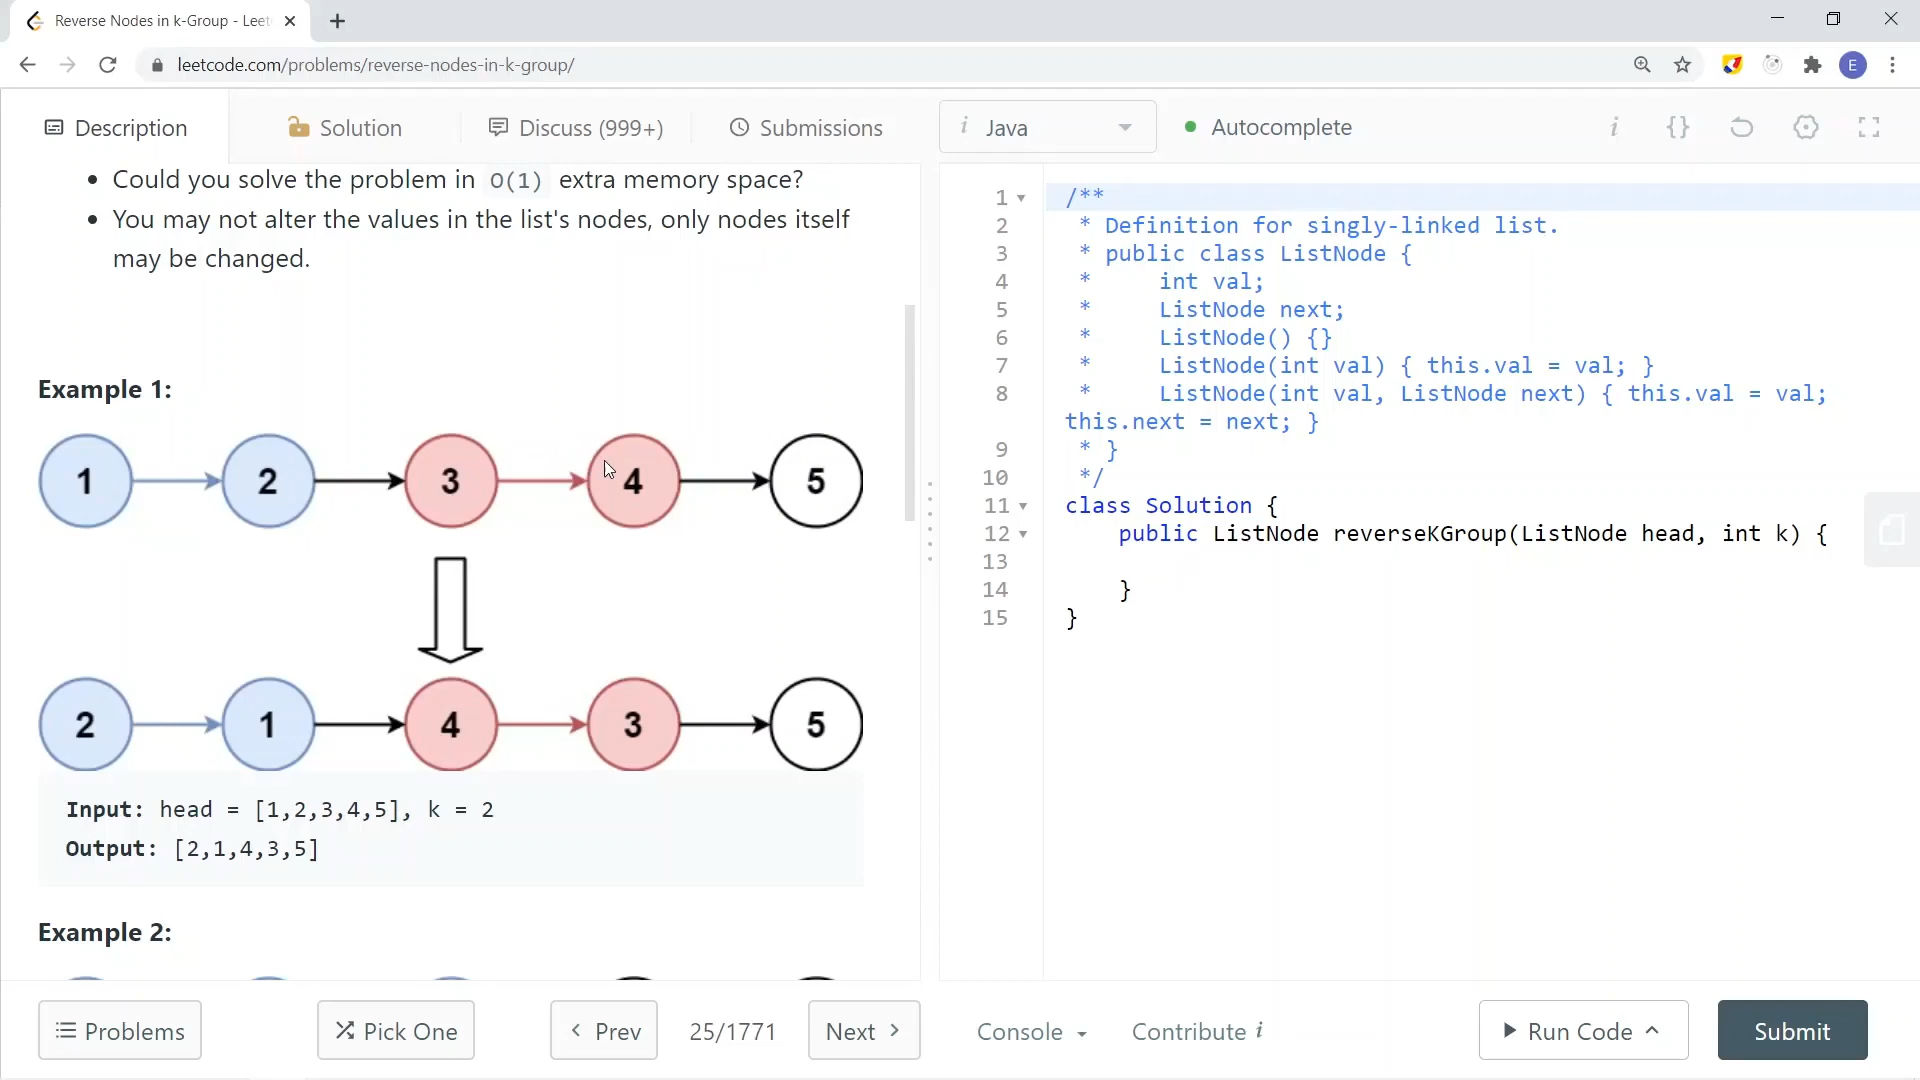 Reverse Nodes in k-Group - Leet
leetcode.com/problems/reverse-nodes-in-k-group/
E
Description
Solution
Discuss (999+)
Submissions
i Java
Autocomplete
i {}
• Could you solve the problem in O(1) extra memory space?
• You may not alter the values in the list's nodes, only nodes itself
may be changed.
Example 1:
1 2 3 4 5
2 1 4 3 5
Input: head = [1,2,3,4,5], k = 2
Output: [2,1,4,3,5]
Example 2:
1 /**
2 * Definition for singly-linked list.
3 * public class ListNode {
4 *     int val;
5 *     ListNode next;
6 *     ListNode() {}
7 *     ListNode(int val) { this.val = val; }
8 *     ListNode(int val, ListNode next) { this.val = val;
this.next = next; }
9 * }
10 */
11 class Solution {
12     public ListNode reverseKGroup(ListNode head, int k) {
13
14     }
15 }
Problems
Pick One
Prev
25/1771
Next
Console
Contribute i
Run Code
Submit